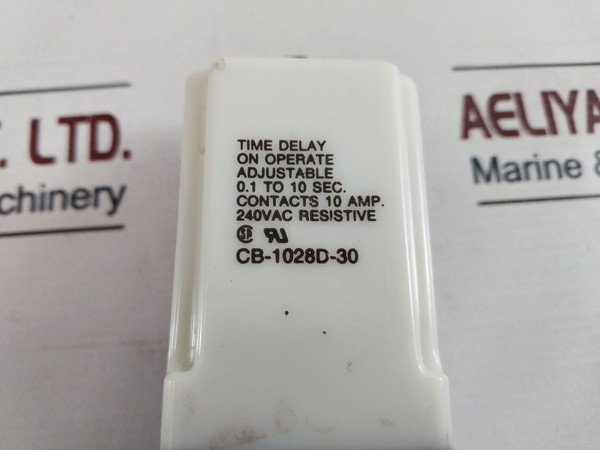 TIME DELAY
ON OPERATE
ADJUSTABLE
0.1 TO 10 SEC.
CONTACTS 10 AMP.
240VAC RESISTIVE
CB-1028D-30
. LTD.
chinery
AELIYA
Marine &